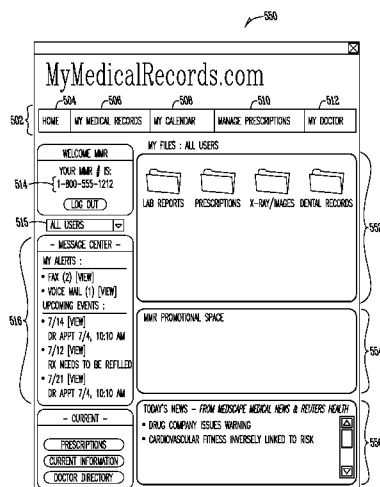 550
MyMedicalRecords.com
504 506 508 510 512
502
HOME MY MEDICAL RECORDS MY CALENDAR MANAGE PRESCRIPTIONS MY DOCTOR
WELCOME MMR
YOUR MMR # IS:
514 1-800-555-1212
LOG OUT
515 ALL USERS
- MESSAGE CENTER -
MY ALERTS :
• FAX (2) [VIEW]
• VOICE MAIL (1) [VIEW]
UPCOMING EVENTS :
516
• 7/14 [VIEW]
DR APPT 7/4, 10:10 AM
• 7/12 [VIEW]
RX NEEDS TO BE REFILLED
• 7/21 [VIEW]
DR APPT 7/4, 10:10 AM
- CURRENT -
PRESCRIPTIONS
CURRENT INFORMATION
DOCTOR DIRECTORY
MY FILES : ALL USERS
LAB REPORTS PRESCRIPTIONS X-RAY/IMAGES DENTAL RECORDS
552
MMR PROMOTIONAL SPACE
554
TODAY'S NEWS - FROM MEDSCAPE MEDICAL NEWS & REUTERS HEALTH
• DRUG COMPANY ISSUES WARNING
• CARDIOVASCULAR FITNESS INVERSELY LINKED TO RISK
556